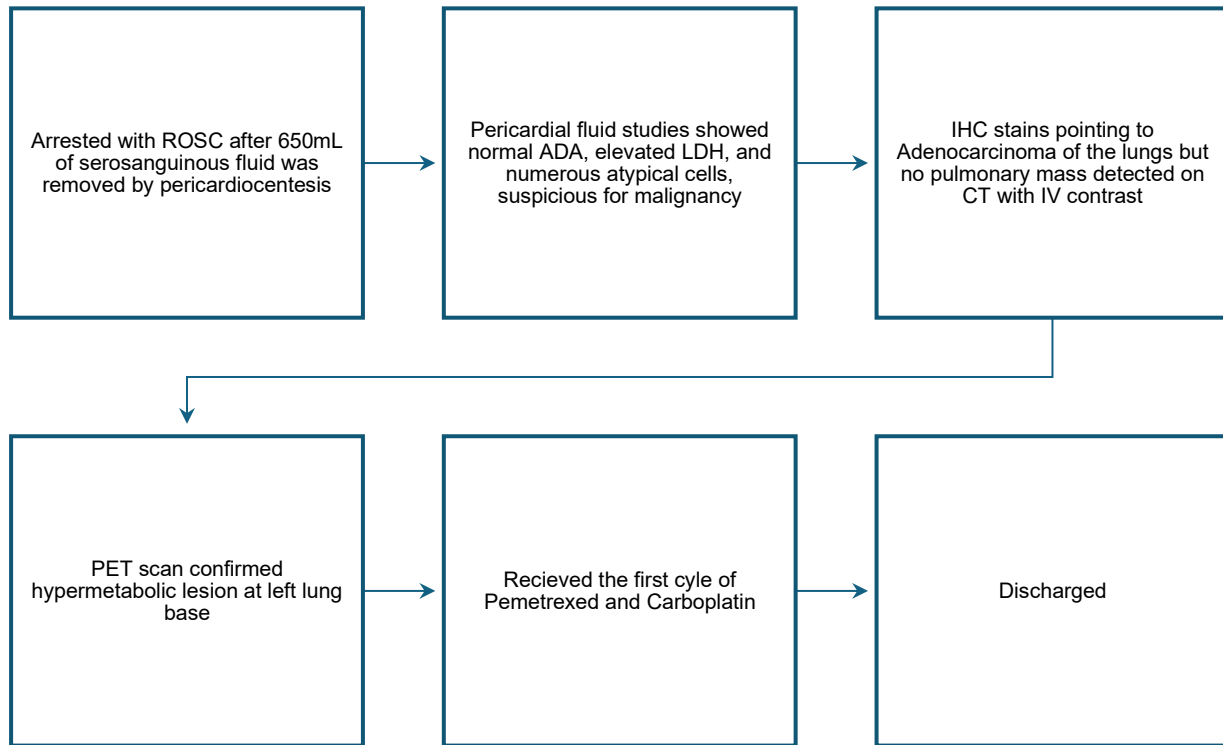 Arrested with ROSC after 650mL
of serosanguinous fluid was
removed by pericardiocentesis
Pericardial fluid studies showed
normal ADA, elevated LDH, and
numerous atypical cells,
suspicious for malignancy
IHC stains pointing to
Adenocarcinoma of the lungs but
no pulmonary mass detected on
CT with IV contrast
PET scan confirmed
hypermetabolic lesion at left lung
base
Recieved the first cyle of
Pemetrexed and Carboplatin
Discharged